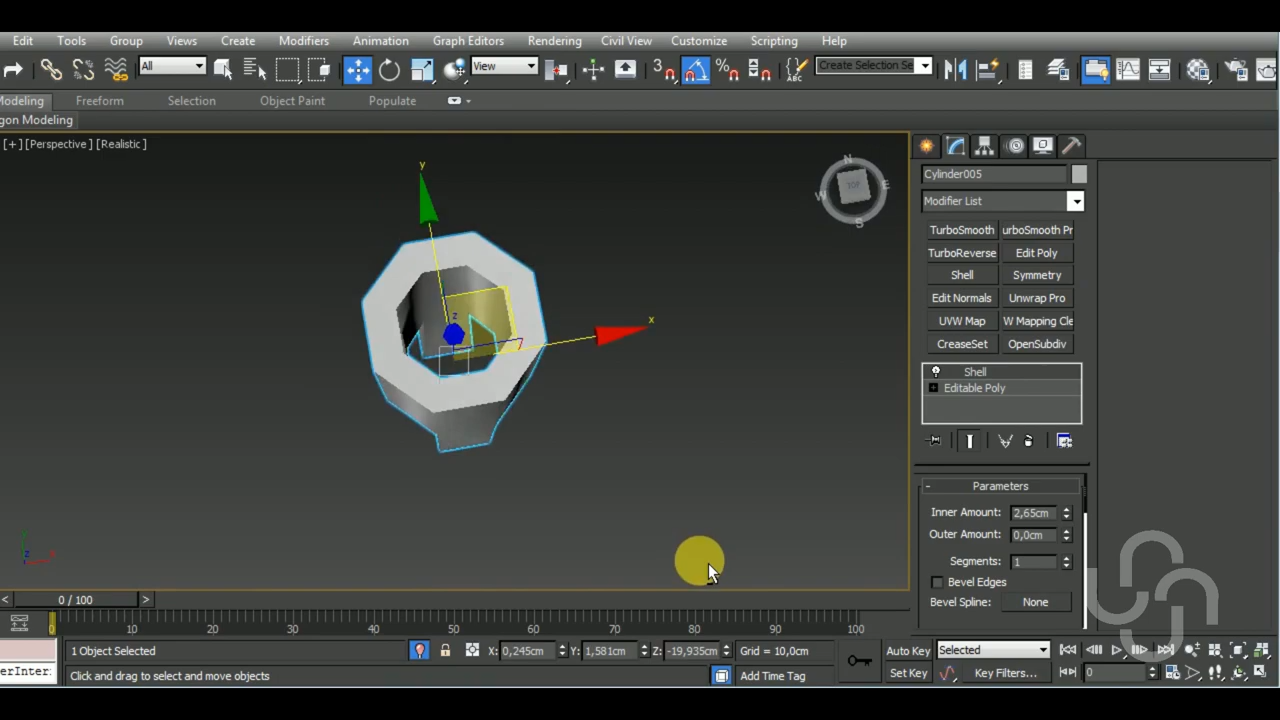 Edit Tools Group Views Create Modifiers Animation Graph Editors Rendering Civil View Customize Scripting Help
All View 3 Create Selection Se
ABC
odeling Freeform Selection Object Paint Populate
gon Modeling
[+] [Perspective ] [Realistic ]
y
N
W TOP E
S
z
x
Cylinder005
Modifier List
TurboSmooth urboSmooth Pr
TurboReverse Edit Poly
Shell Symmetry
Edit Normals Unwrap Pro
UVW Map W Mapping Cle
CreaseSet OpenSubdiv
Shell
Editable Poly
- Parameters
Inner Amount: 2,65cm
Outer Amount: 0,0cm
Segments: 1
Bevel Edges
Bevel Spline: None
z
< 0 / 100 >
0 10 20 30 40 50 60 70 80 90 100
1 Object Selected X: 0,245cm Y: 1,581cm Z: -19,935cm Grid = 10,0cm Auto Key Selected
erInter: Click and drag to select and move objects Add Time Tag Set Key Key Filters... 0